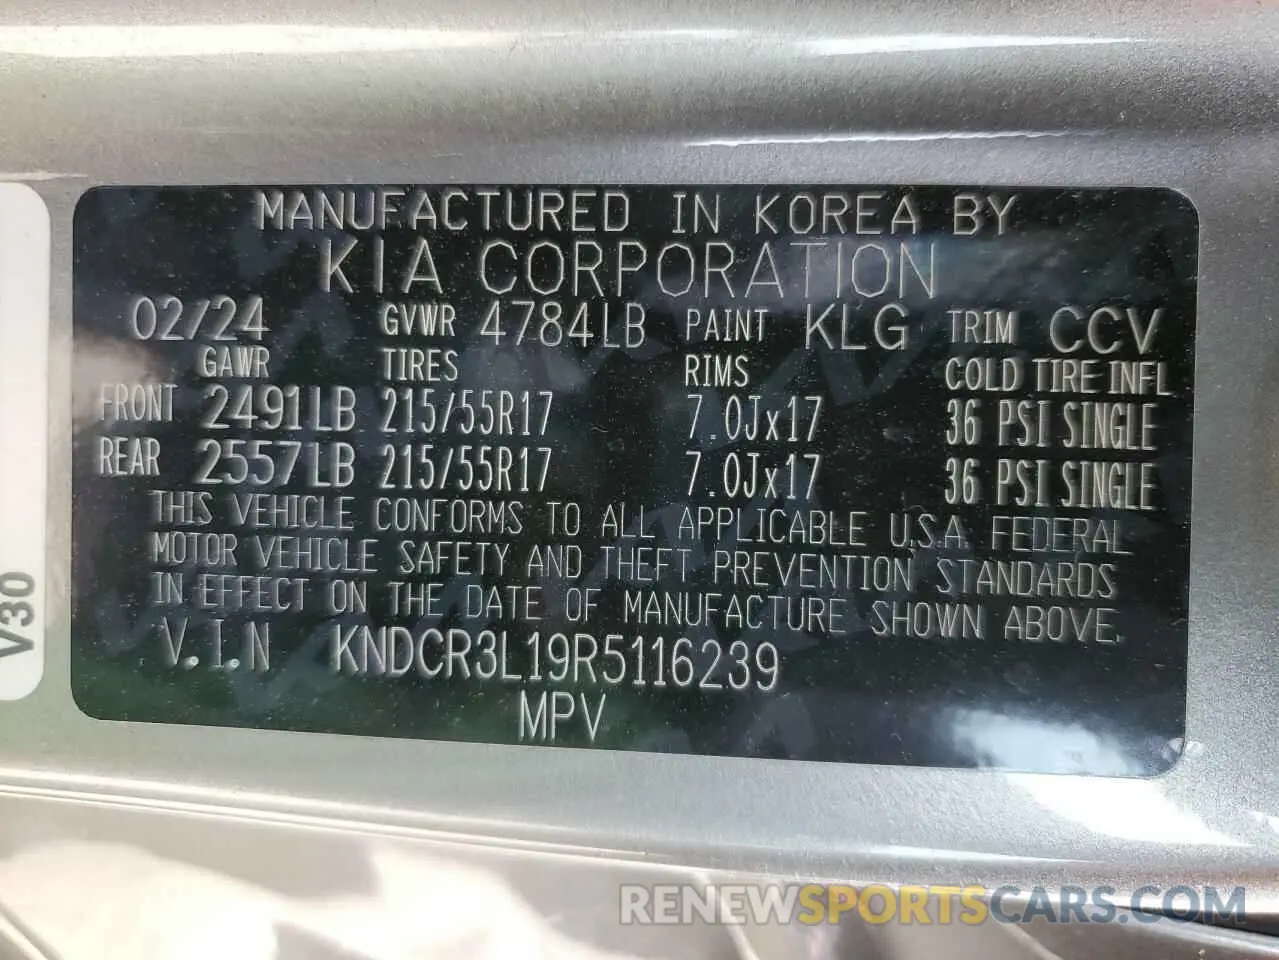 MANUFACTURED IN KOREA BY
KIA CORPORATION
02/24 GVWR 4784LB PAINT KLG TRIM CCV
GAWR TIRES RIMS COLD TIRE INFL
FRONT 2491LB 215/55R17 7.0Jx17 36 PSI SINGLE
REAR 2557LB 215/55R17 7.0Jx17 36 PSI SINGLE
THIS VEHICLE CONFORMS TO ALL APPLICABLE U.S.A. FEDERAL
MOTOR VEHICLE SAFETY AND THEFT PREVENTION STANDARDS
IN EFFECT ON THE DATE OF MANUFACTURE SHOWN ABOVE.
V.I.N KNDCR3L19R5116239
MPV
V30
RENEWSPORTSCARS.COM